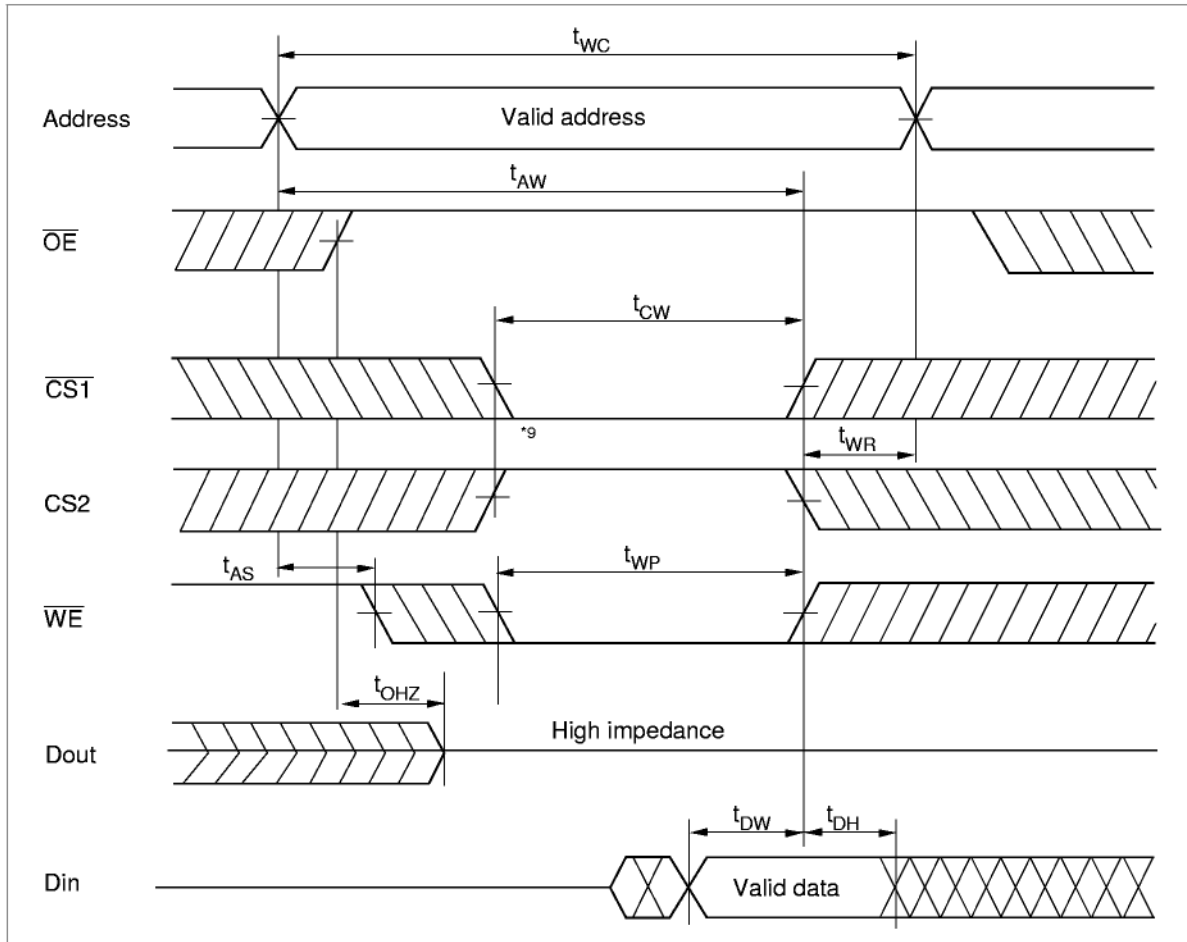 tWC
Address
Valid address
tAW
OE
tCW
CS1
*9
tWR
CS2
tAS
tWP
WE
tOHZ
High impedance
Dout
tDW
tDH
Din
Valid data